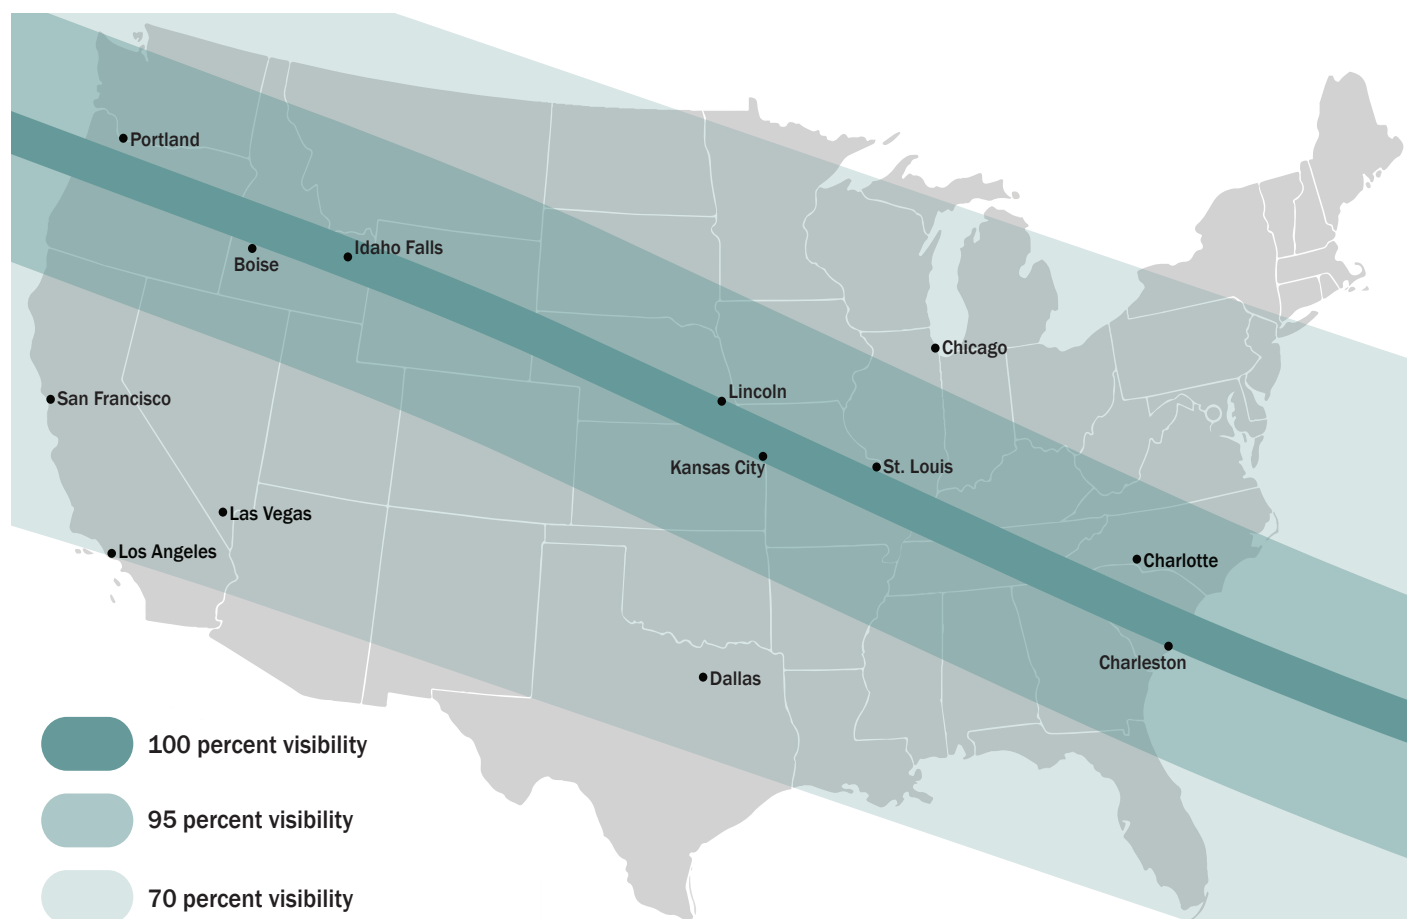 Portland
Idaho Falls
Boise
Chicago
Lincoln
San Francisco
Kansas City
St. Louis
Las Vegas
Los Angeles
Charlotte
Charleston
Dallas
100 percent visibility
95 percent visibility
70 percent visibility